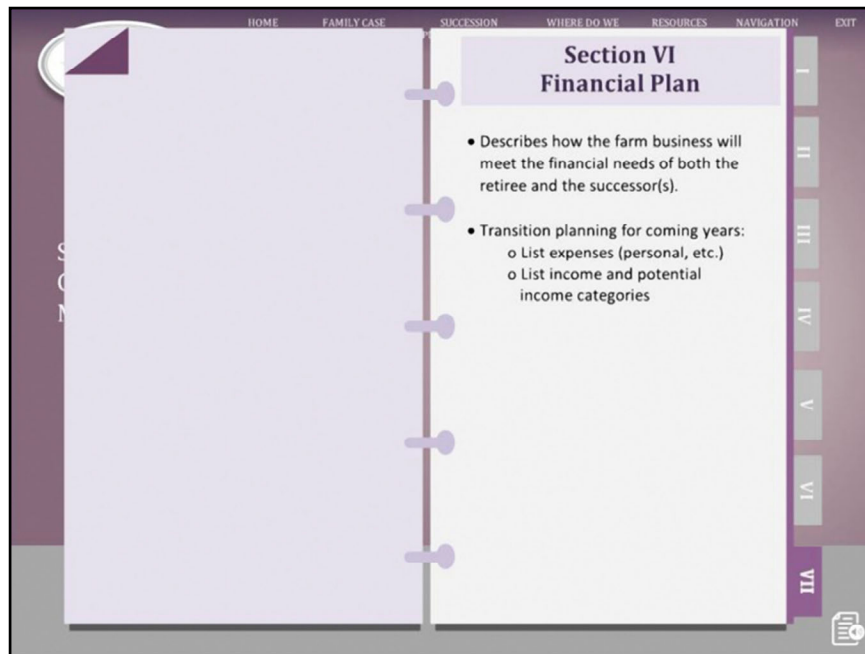 HOME FAMILY CASE SUCCESSION WHERE DO WE RESOURCES NAVIGATION EXIT
Section VI
Financial Plan
• Describes how the farm business will
meet the financial needs of both the
retiree and the successor(s).
• Transition planning for coming years:
o List expenses (personal, etc.)
o List income and potential
income categories
I
II
III
IV
V
VI
VII